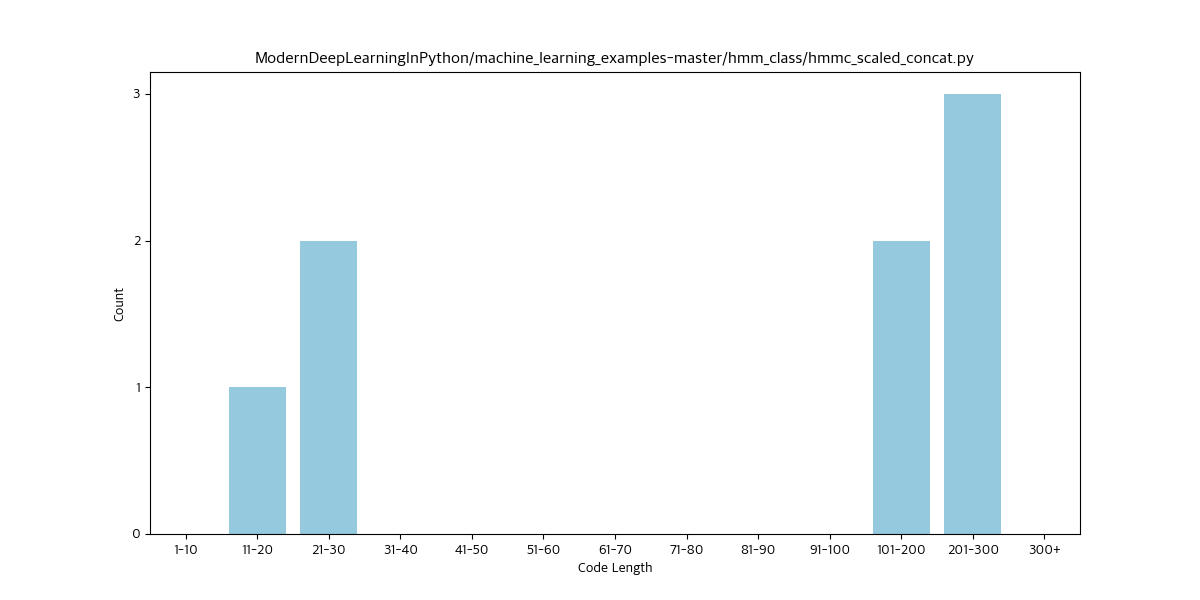 ModernDeepLearningInPython/machine_learning_examples-master/hmm_class/hmmc_scaled_concat.py
3
2
1
0
Count
1-10 11-20 21-30 31-40 41-50 51-60 61-70 71-80 81-90 91-100 101-200 201-300 300+
Code Length